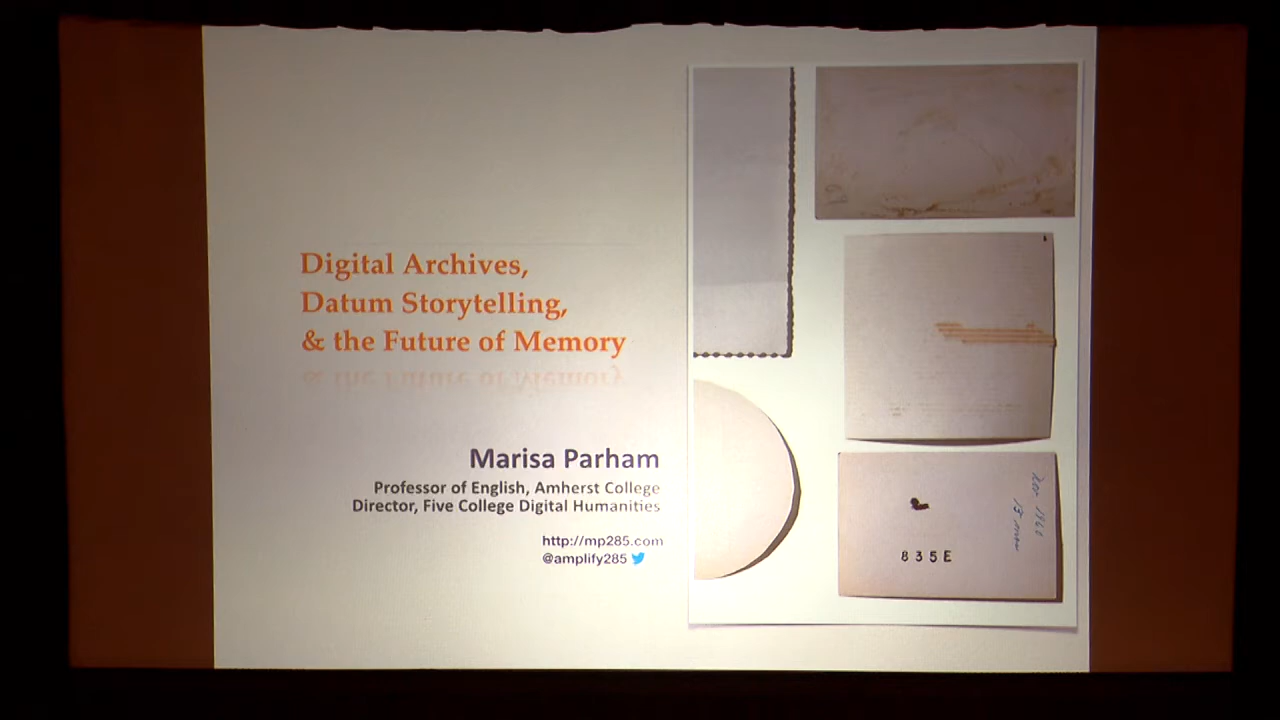 Digital Archives,
Datum Storytelling,
& the Future of Memory
Marisa Parham
Professor of English, Amherst College
Director, Five College Digital Humanities
http://mp285.com
@amplify285
835E